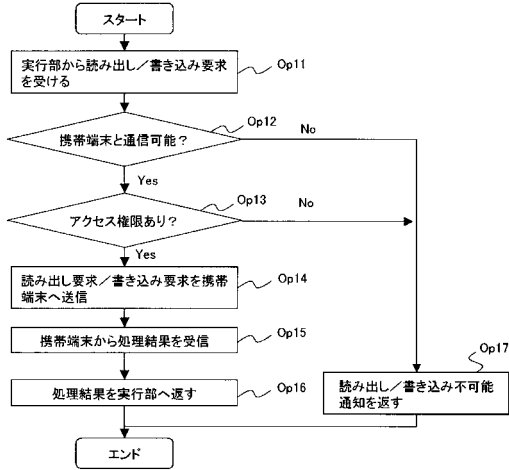 スタート
実行部から読み出し／書き込み要求
を受ける
Op11
携帯端末と通信可能？
Op12
No
Yes
アクセス権限あり？
Op13
No
Yes
読み出し要求／書き込み要求を携帯
端末へ送信
Op14
携帯端末から処理結果を受信
Op15
処理結果を実行部へ返す
Op16
読み出し／書き込み不可能
通知を返す
Op17
エンド